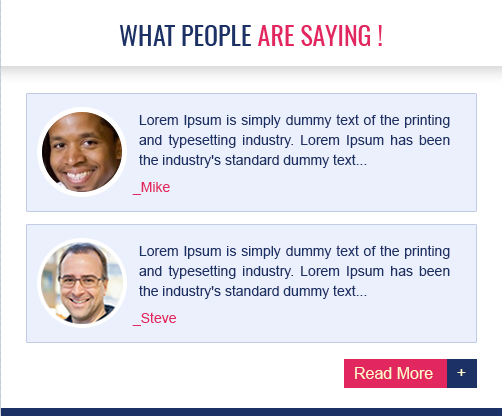 WHAT PEOPLE ARE SAYING !
Lorem Ipsum is simply dummy text of the printing
and typesetting industry. Lorem Ipsum has been
the industry's standard dummy text...
_Mike
Lorem Ipsum is simply dummy text of the printing
and typesetting industry. Lorem Ipsum has been
the industry's standard dummy text...
_Steve
Read More +